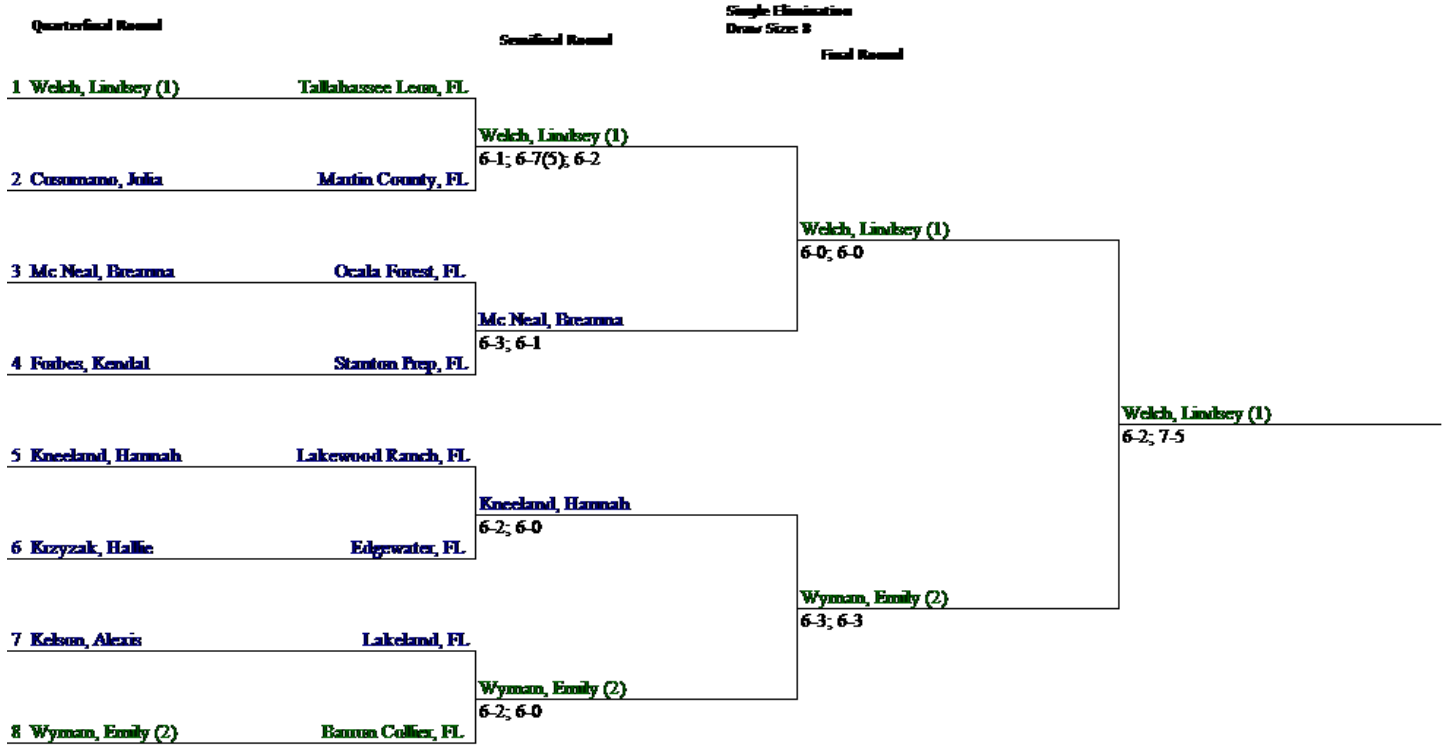 Single Elimination
Draw Size: 8
Quarterfinal Round
Semifinal Round
Final Round
1 Welch, Lindsey (1) Tallahassee Leon, FL
Welch, Lindsey (1)
6-1; 6-7(5); 6-2
2 Cusumano, Julia Martin County, FL
Welch, Lindsey (1)
6-0; 6-0
3 Mc Neal, Breanna Ocala Forest, FL
Mc Neal, Breanna
6-3; 6-1
4 Forbes, Kendal Stanton Prep, FL
Welch, Lindsey (1)
6-2; 7-5
5 Kneeland, Hannah Lakewood Ranch, FL
Kneeland, Hannah
6-2; 6-0
6 Krzyzak, Hallie Edgewater, FL
Wyman, Emily (2)
6-3; 6-3
7 Kelson, Alexis Lakeland, FL
Wyman, Emily (2)
6-2; 6-0
8 Wyman, Emily (2) Barron Collier, FL